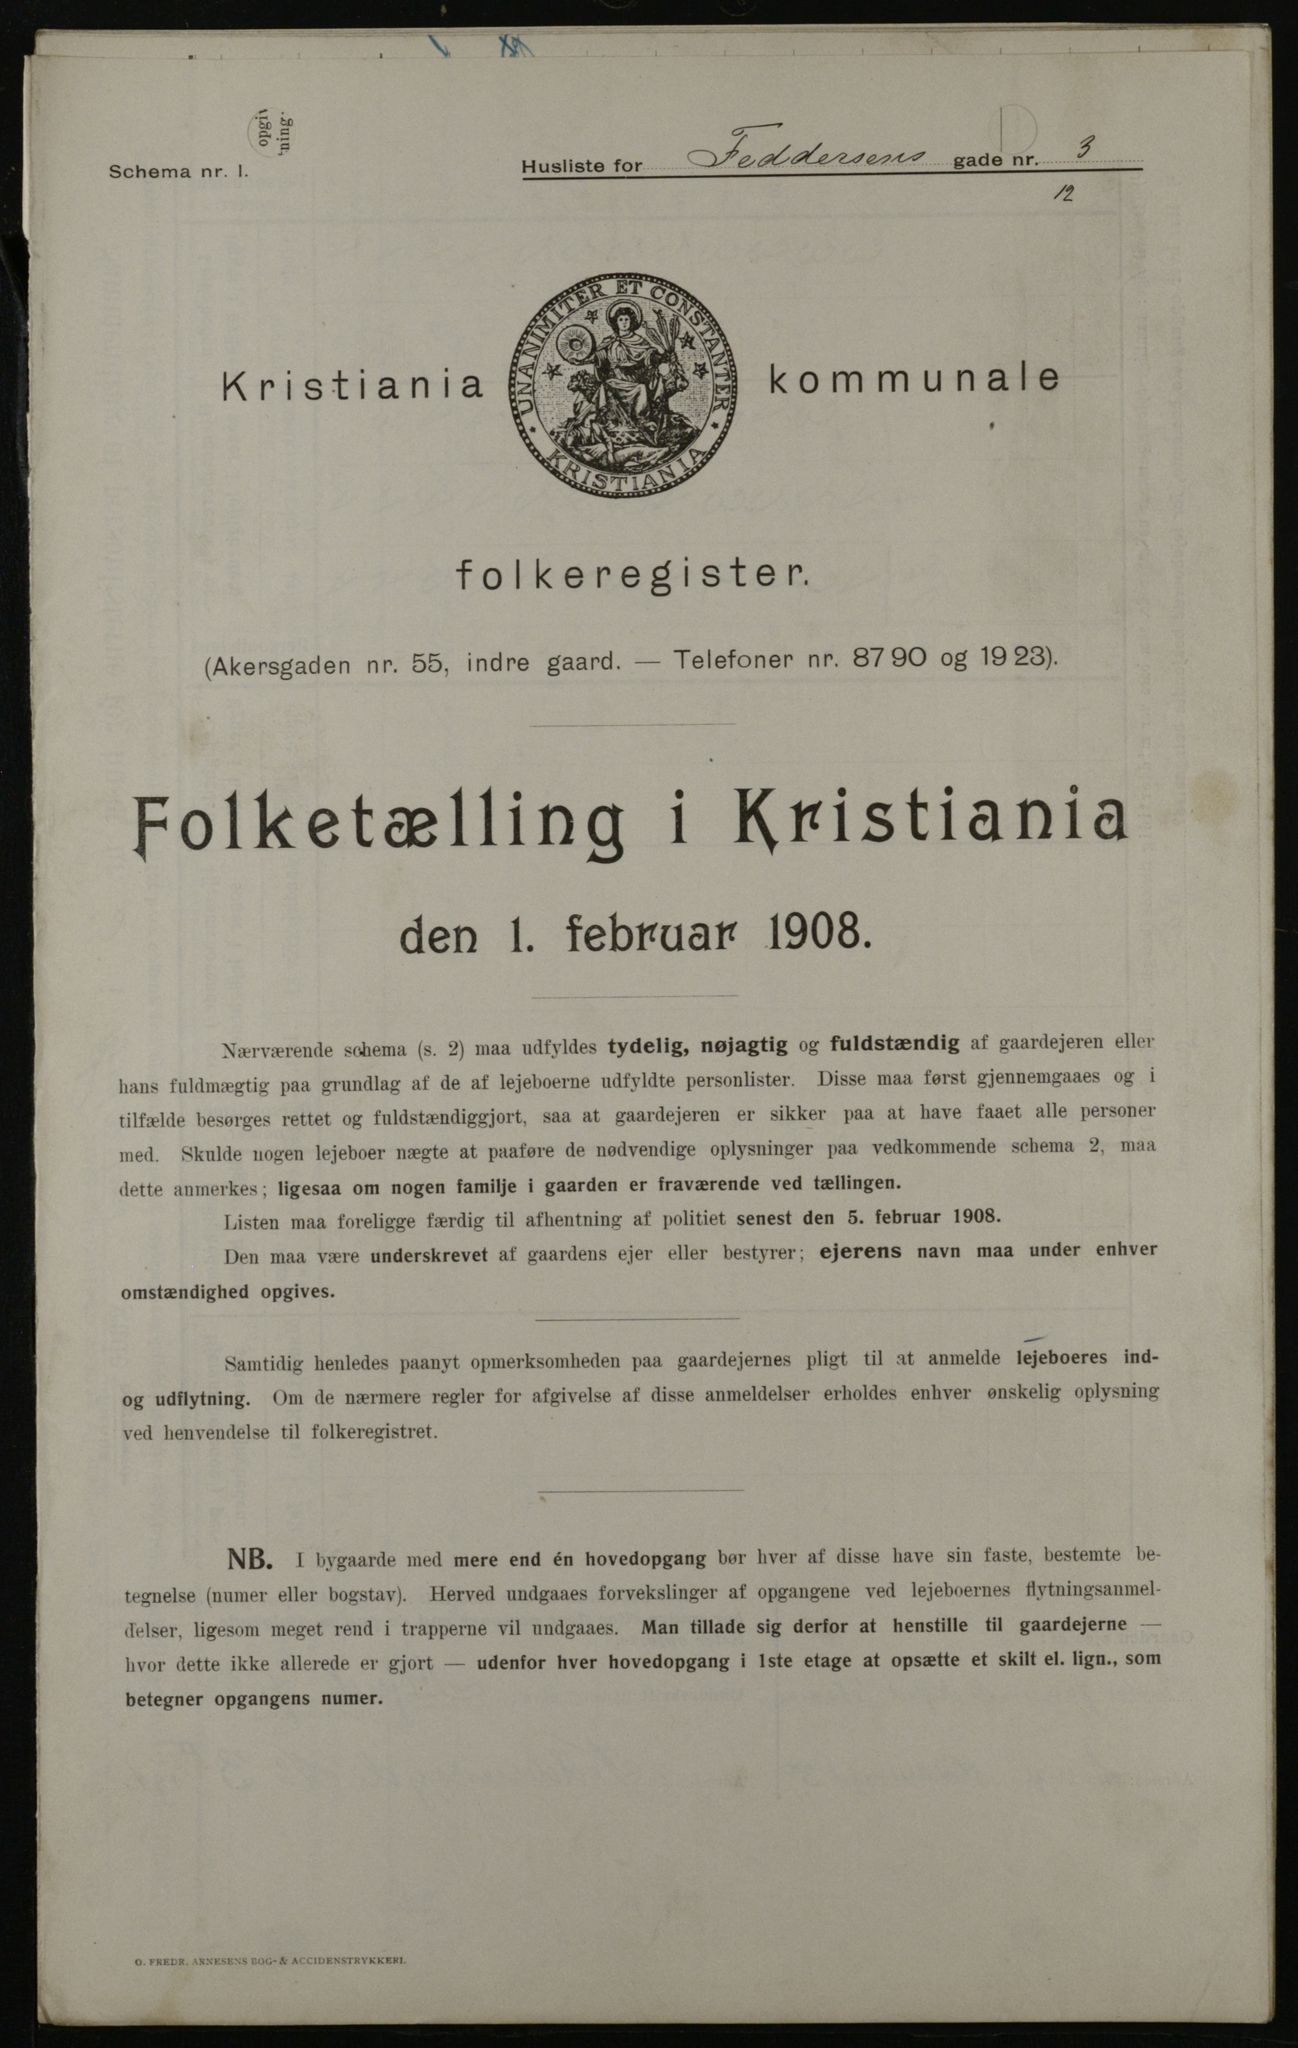 opgiv
ning.
Schema nr. 1.
Husliste for Feddersens gade nr. 3
12
Kristiania kommunale
UNANIMITER ET CONSTANTER
KRISTIANIA
folkeregister.
(Akersgaden nr. 55, indre gaard. — Telefoner nr. 8790 og 1923).
Folketælling i Kristiania
den 1. februar 1908.
Nærværende schema (s. 2) maa udfyldes tydelig, nøjagtig og fuldstændig af gaardejeren eller
hans fuldmægtig paa grundlag af de af lejeboerne udfyldte personlister. Disse maa først gjennemgaaes og i
tilfælde besørges rettet og fuldstændiggjort, saa at gaardejeren er sikker paa at have faaet alle personer
med. Skulde nogen lejeboer nægte at paaføre de nødvendige oplysninger paa vedkommende schema 2, maa
dette anmerkes; ligesaa om nogen familje i gaarden er fraværende ved tællingen.
Listen maa foreligge færdig til afhentning af politiet senest den 5. februar 1908.
Den maa være underskrevet af gaardens ejer eller bestyrer; ejerens navn maa under enhver
omstændighed opgives.
Samtidig henledes paanyt opmerksomheden paa gaardejernes pligt til at anmelde lejeboeres ind-
og udflytning. Om de nærmere regler for afgivelse af disse anmeldelser erholdes enhver ønskelig oplysning
ved henvendelse til folkeregistret.
NB. I bygaarde med mere end én hovedopgang bør hver af disse have sin faste, bestemte be-
tegnelse (numer eller bogstav). Herved undgaaes forvekslinger af opgangene ved lejeboernes flytningsanmel-
delser, ligesom meget rend i trapperne vil undgaaes. Man tillade sig derfor at henstille til gaardejerne —
hvor dette ikke allerede er gjort — udenfor hver hovedopgang i 1ste etage at opsætte et skilt el. lign., som
betegner opgangens numer.
O. FREDR. ARNESENS BOG- & ACCIDENSTRYKKERI.